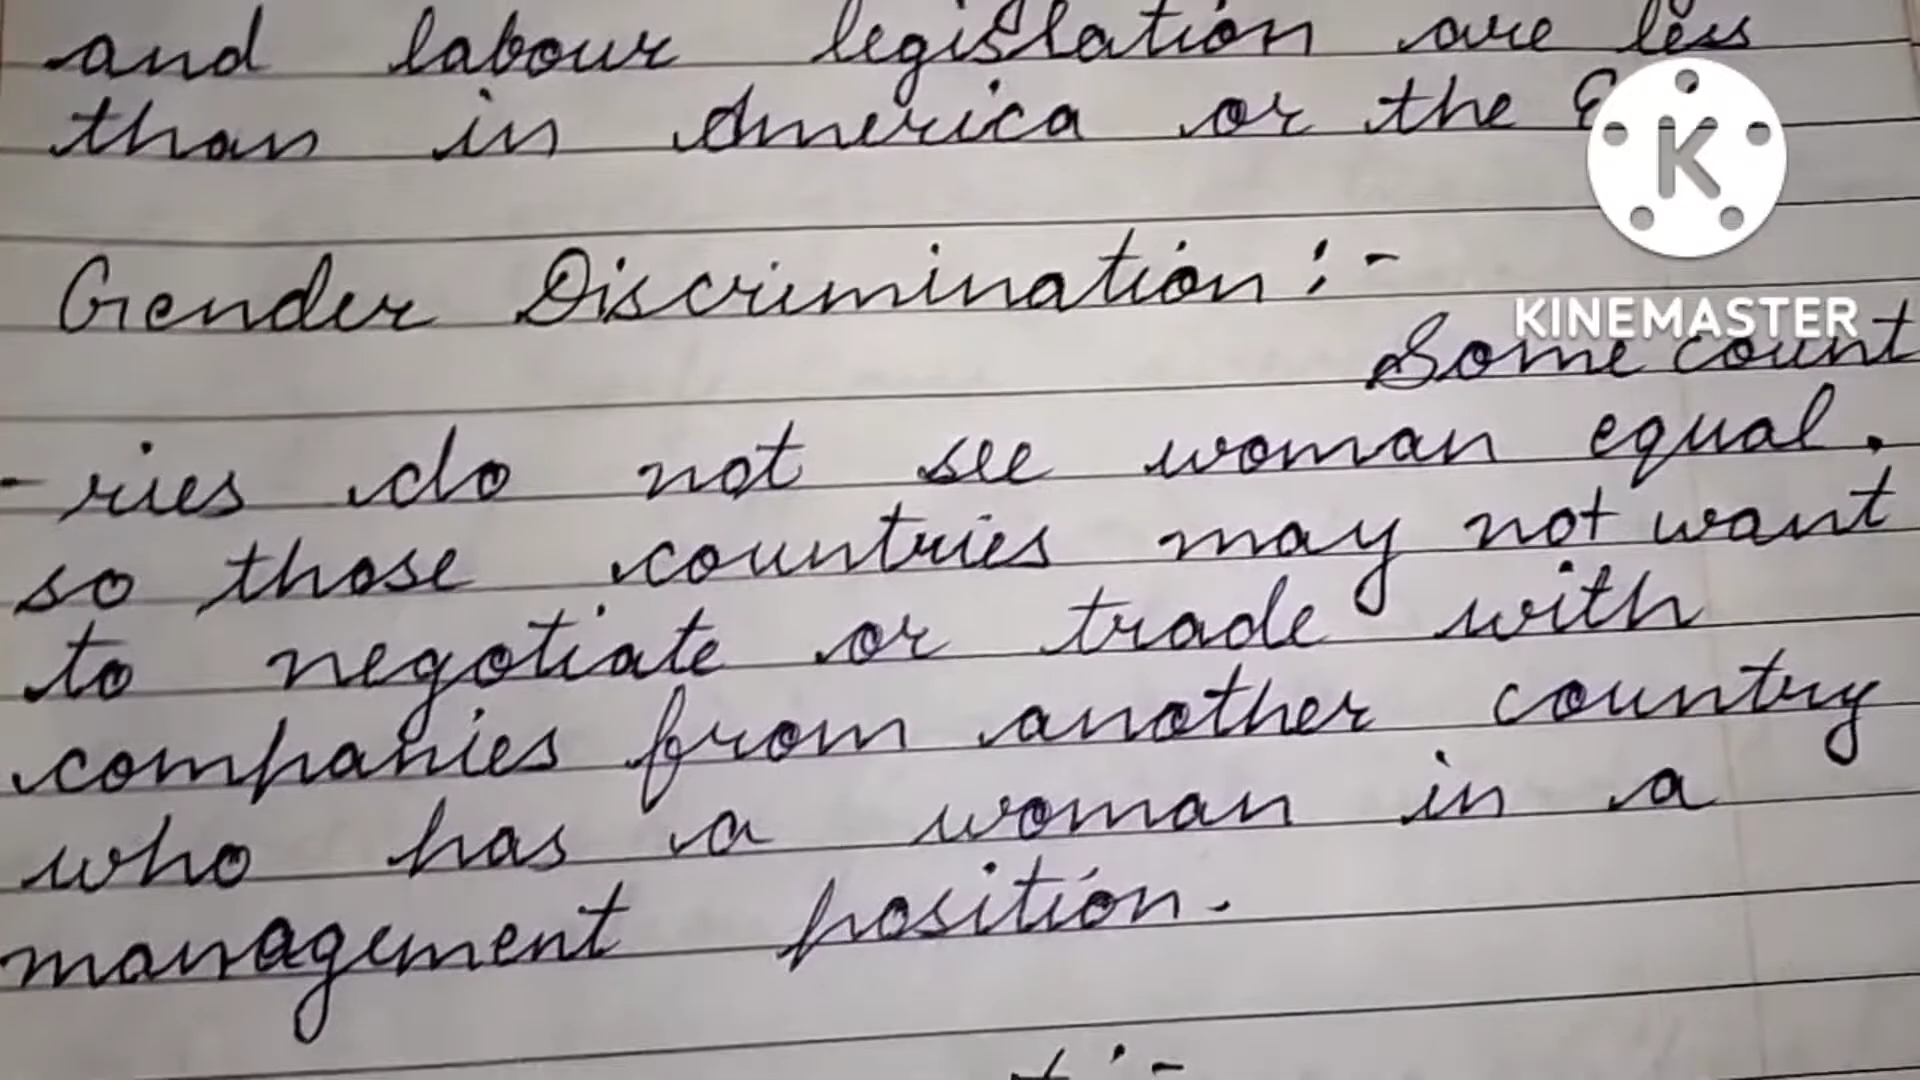 and labour legislation are less
than in America or the
Gender Discrimination :-
K
KINEMASTER
Some count
-ries do not see woman equal.
so those countries may not want
to negotiate or trade with
companies from another country
who has a woman in a
management position.